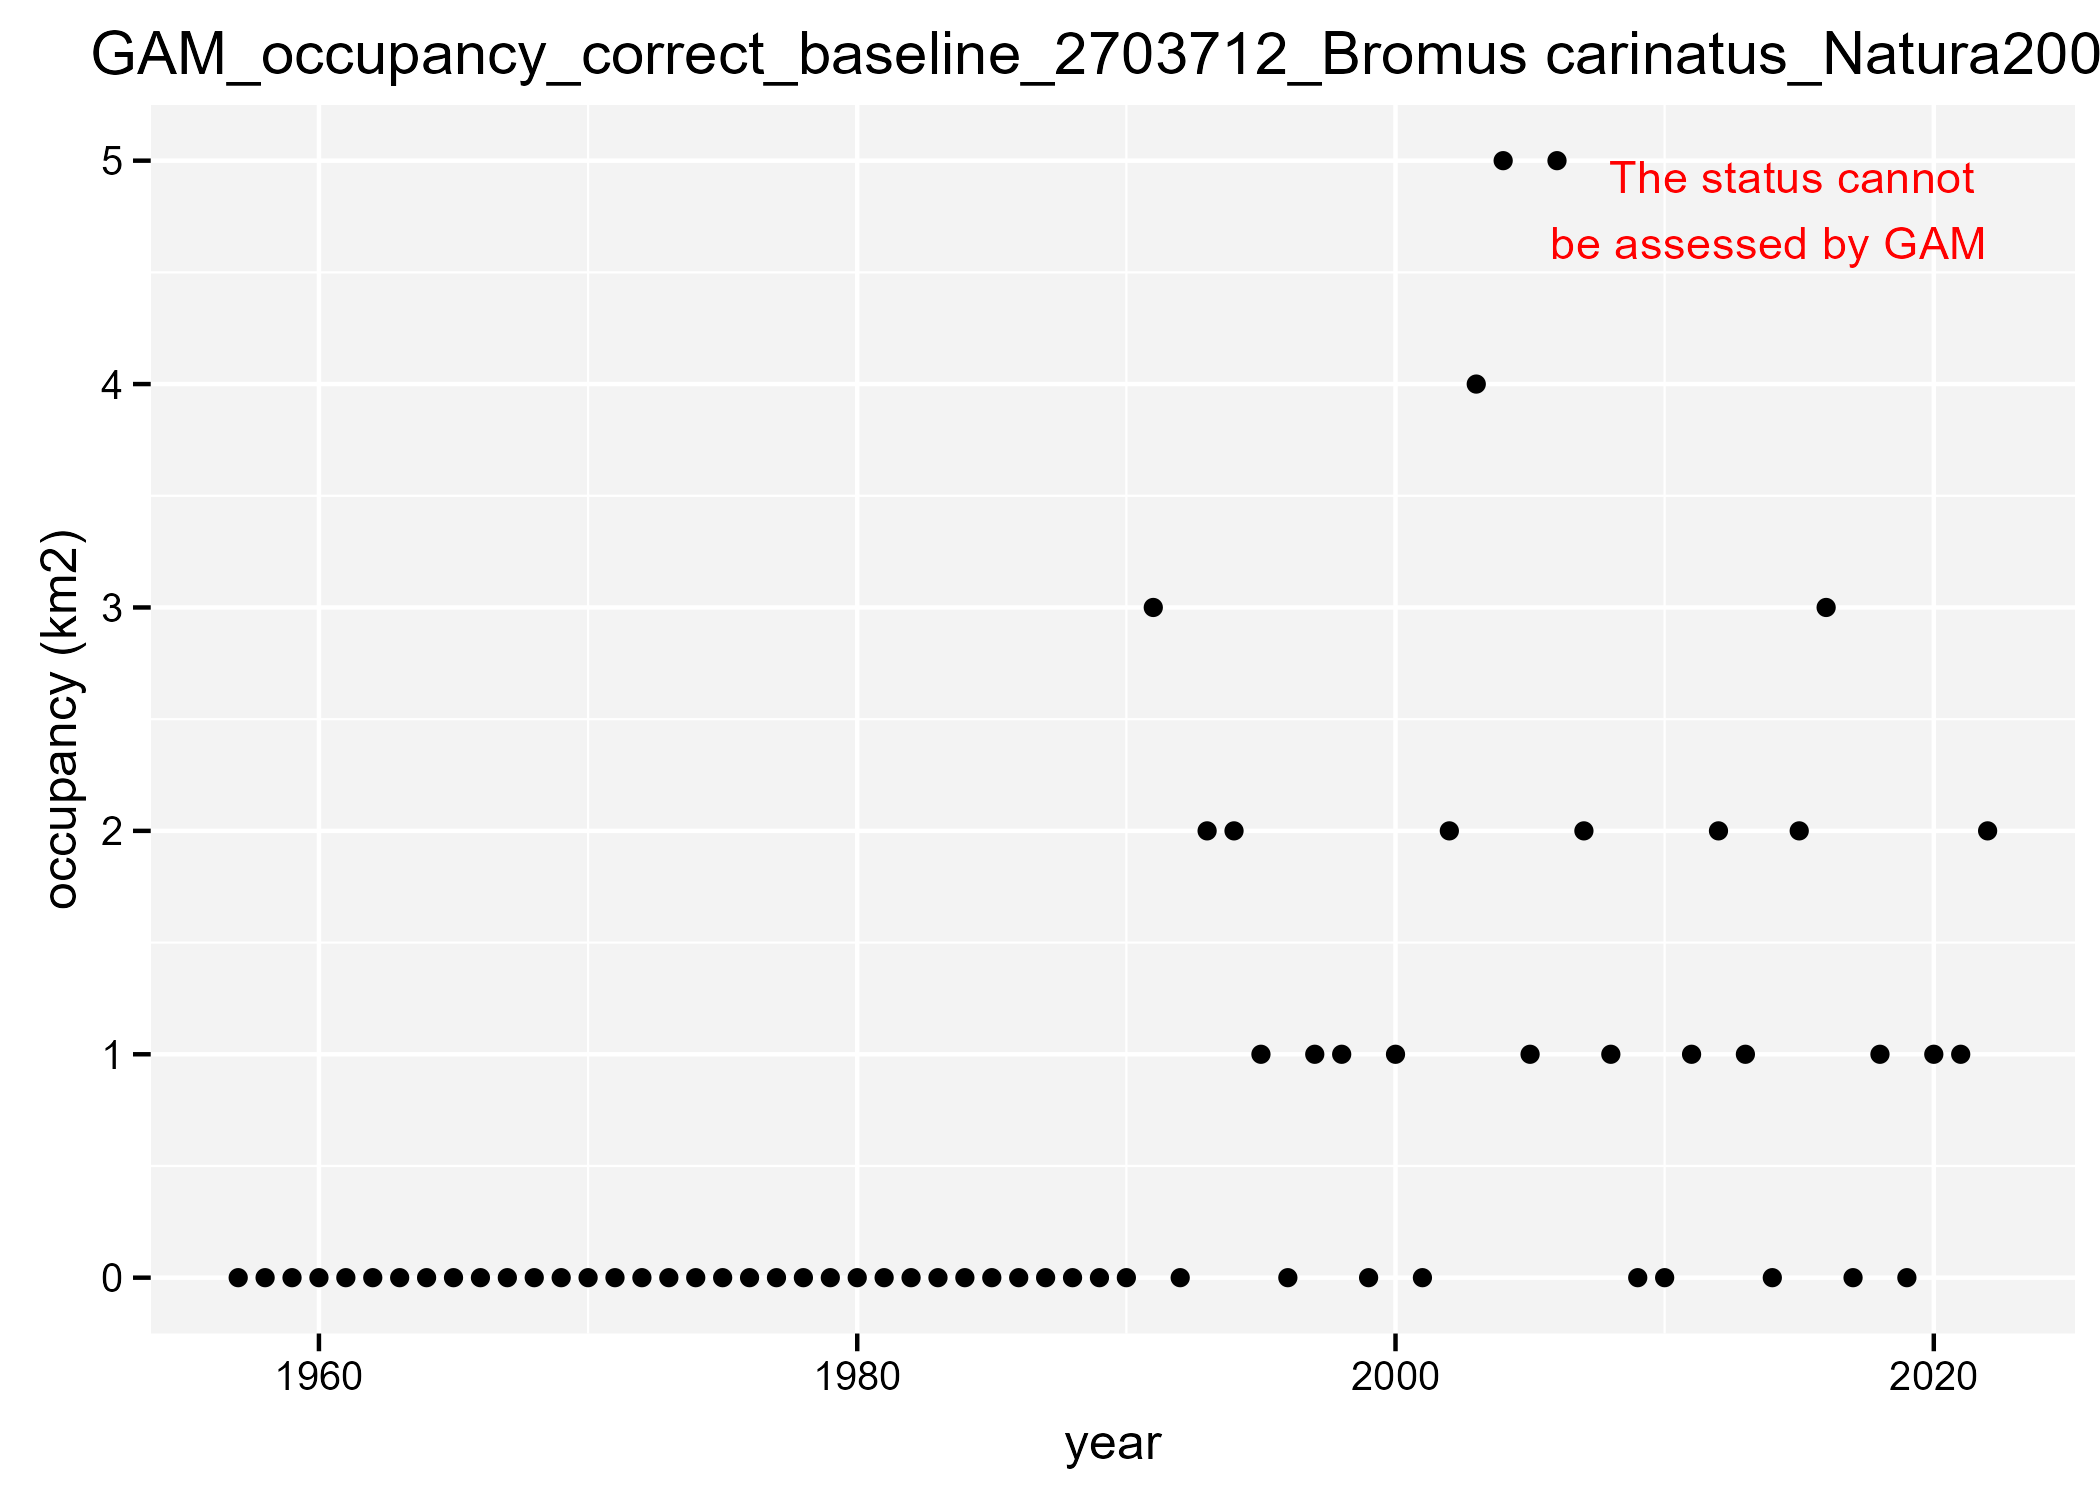 GAM_occupancy_correct_baseline_2703712_Bromus carinatus_Natura200
5
The status cannot
be assessed by GAM
4
3
2
1
0
occupancy (km2)
1960 1980 2000 2020
year